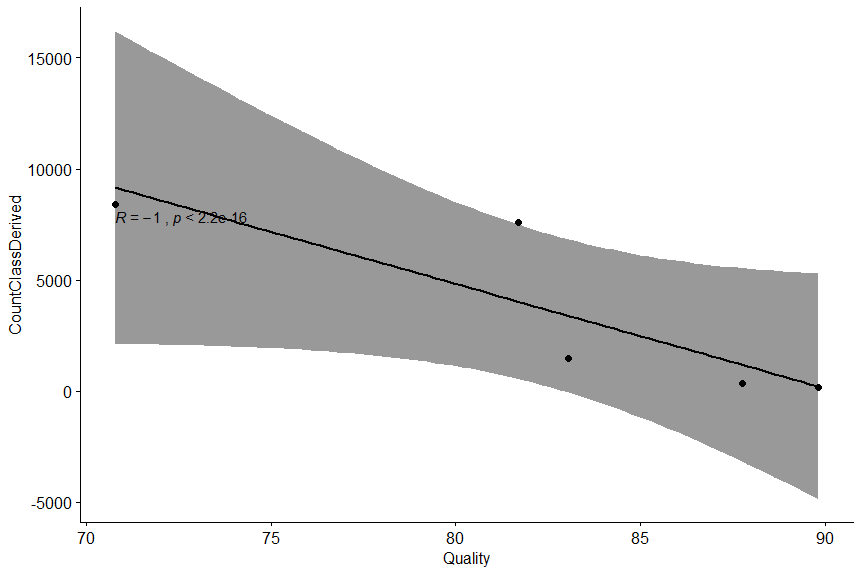 15000
10000
5000
0
-5000
CountClassDerived
R = −1 , p < 2.2e-16
70 75 80 85 90
Quality